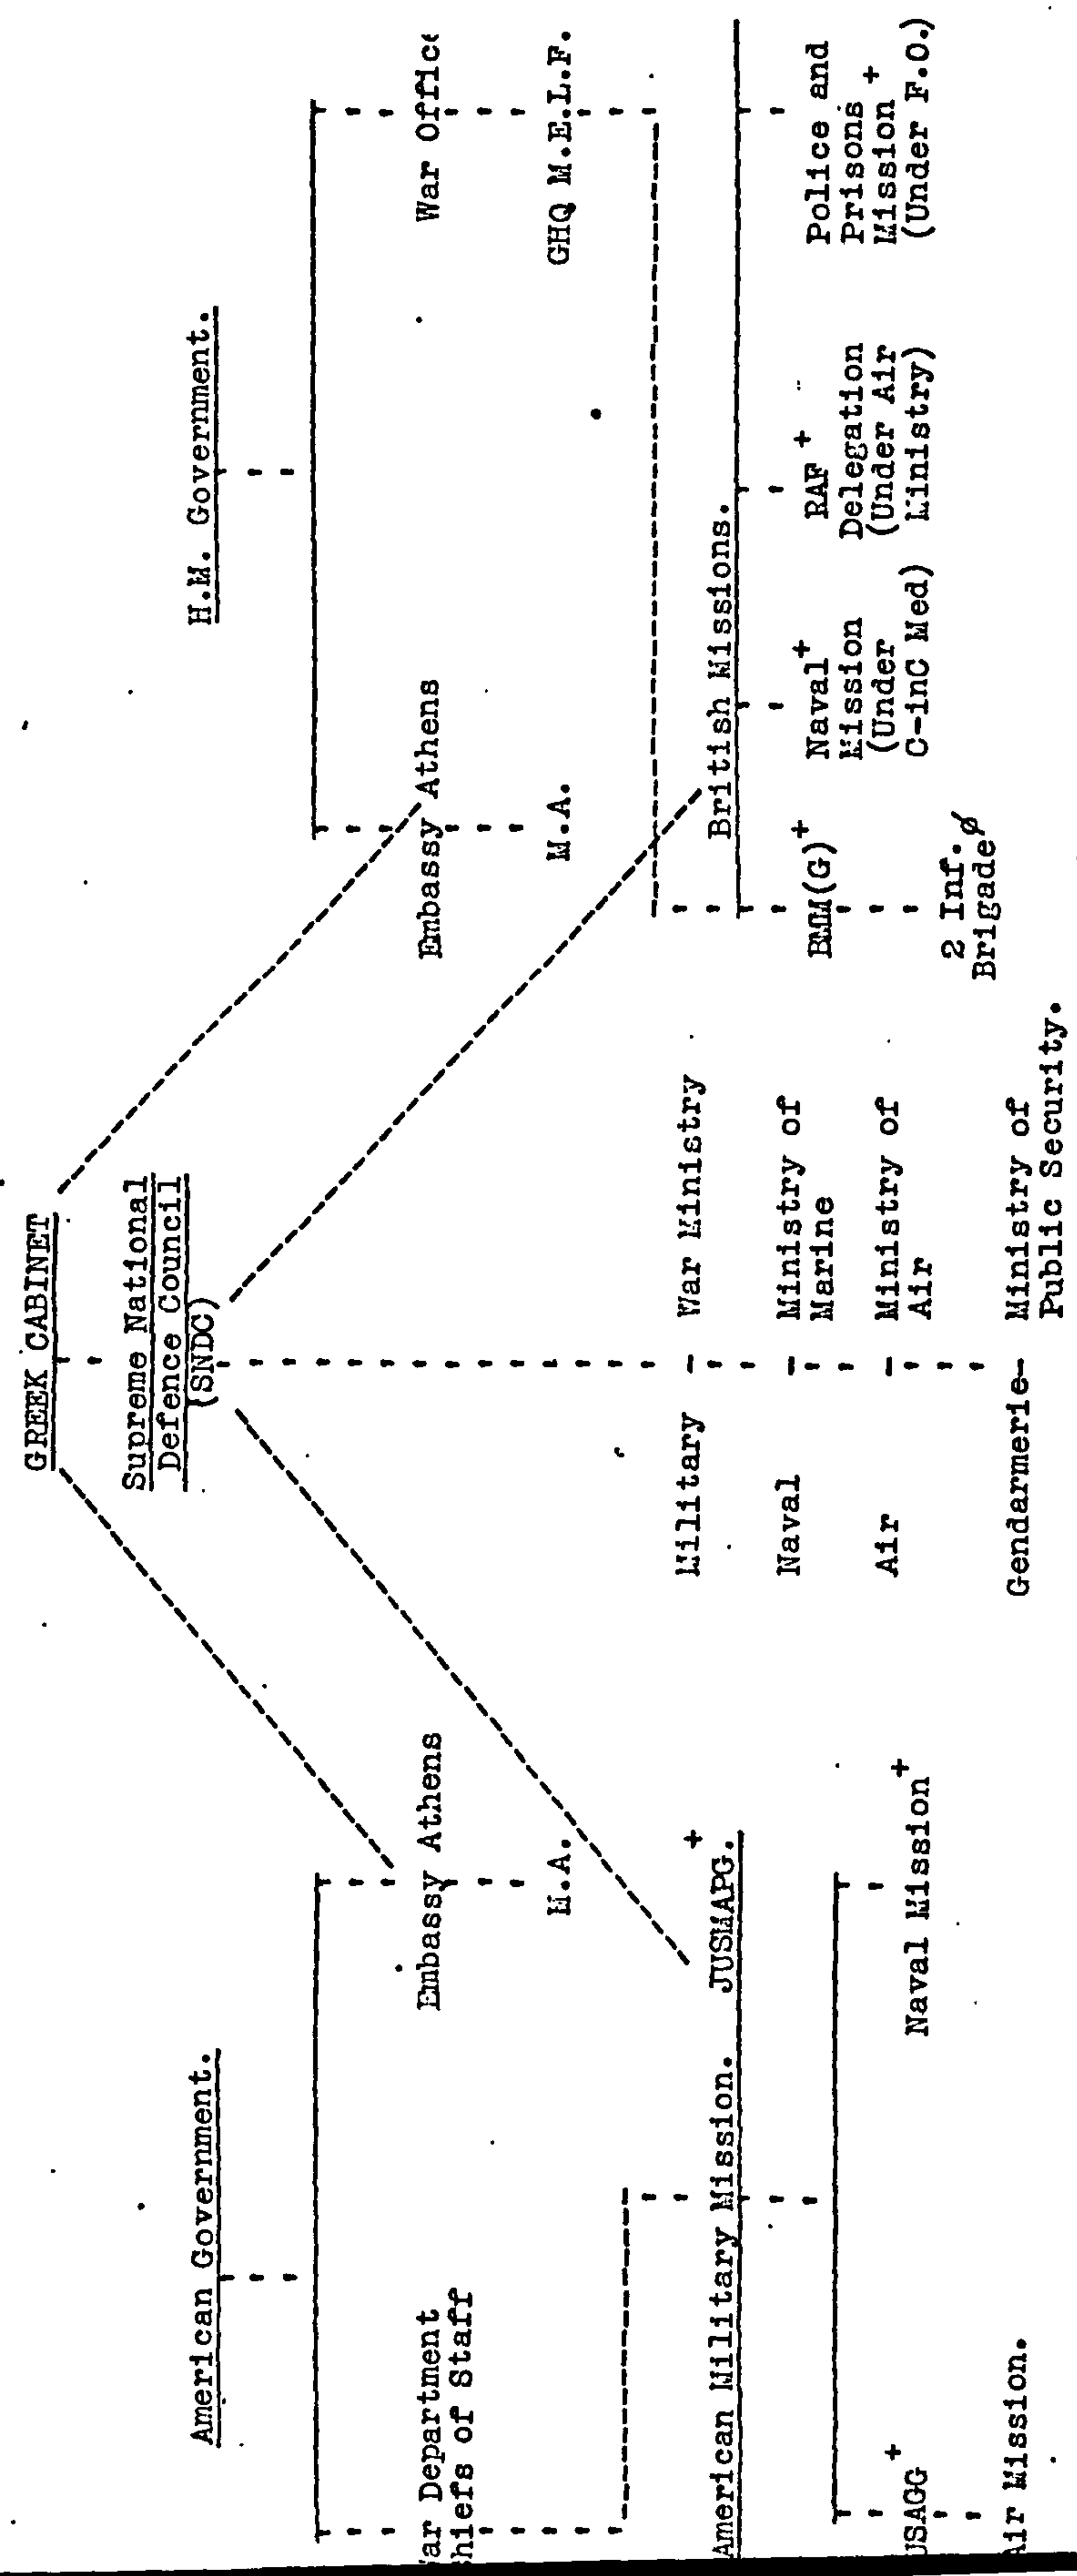 GREEK CABINET
Supreme National
Defence Council
(SNDC)
American Government.
H.M. Government.
ar Department
hiefs of Staff
Embassy Athens
M.A.
Embassy Athens
M.A.
War Office
GHQ M.E.L.F.
American Military Mission.
JUSMAPG. +
USAGG +
Air Mission.
Naval Mission +
Military - War Ministry
Naval - Ministry of
Marine
Air - Ministry of
Air
Gendarmerie- Ministry of
Public Security.
British Missions.
BMM(G) +
2 Inf.
Brigade ø
Naval +
Mission
(Under
C-inC Med)
RAF +
Delegation
(Under Air
Ministry)
Police and
Prisons
Mission +
(Under F.O.)